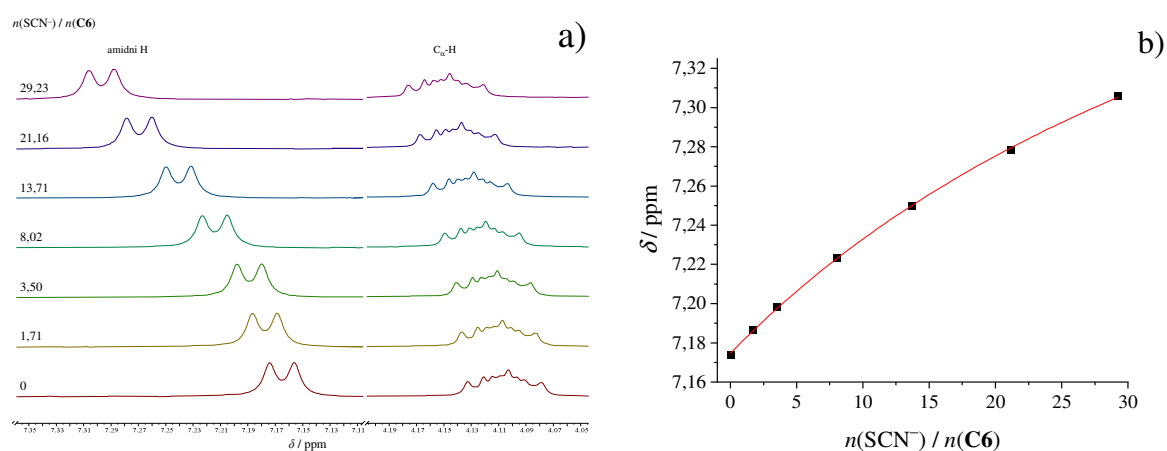 n(SCN⁻) / n(C6)
a)
amidni H
Cα-H
29,23
21,16
13,71
8,02
3,50
1,71
0
7.35 7.33 7.31 7.29 7.27 7.25 7.23 7.21 7.19 7.17 7.15 7.13 7.11 4.19 4.17 4.15 4.13 4.11 4.09 4.07 4.05
δ / ppm
b)
7,32
7,30
7,28
7,26
7,24
7,22
7,20
7,18
7,16
δ / ppm
0 5 10 15 20 25 30
n(SCN⁻) / n(C6)